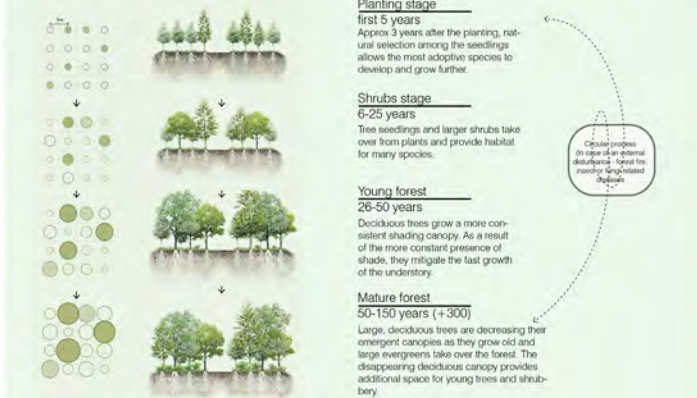 5m
Planting stage
first 5 years
Approx 3 years after the planting, nat-
ural selection among the seedlings
allows the most adoptive species to
develop and grow further.
Shrubs stage
6-25 years
Tree seedlings and larger shrubs take
over from plants and provide habitat
for many species.
Circular process
(In case of an external
disturbance - forest fire,
insect or fungi related
diseases
Young forest
26-50 years
Deciduous trees grow a more con-
sistent shading canopy. As a result
of the more constant presence of
shade, they mitigate the fast growth
of the understory.
Mature forest
50-150 years (+300)
Large, deciduous trees are decreasing their
emergent canopies as they grow old and
large evergreens take over the forest. The
disappearing deciduous canopy provides
additional space for young trees and shrub-
bery.